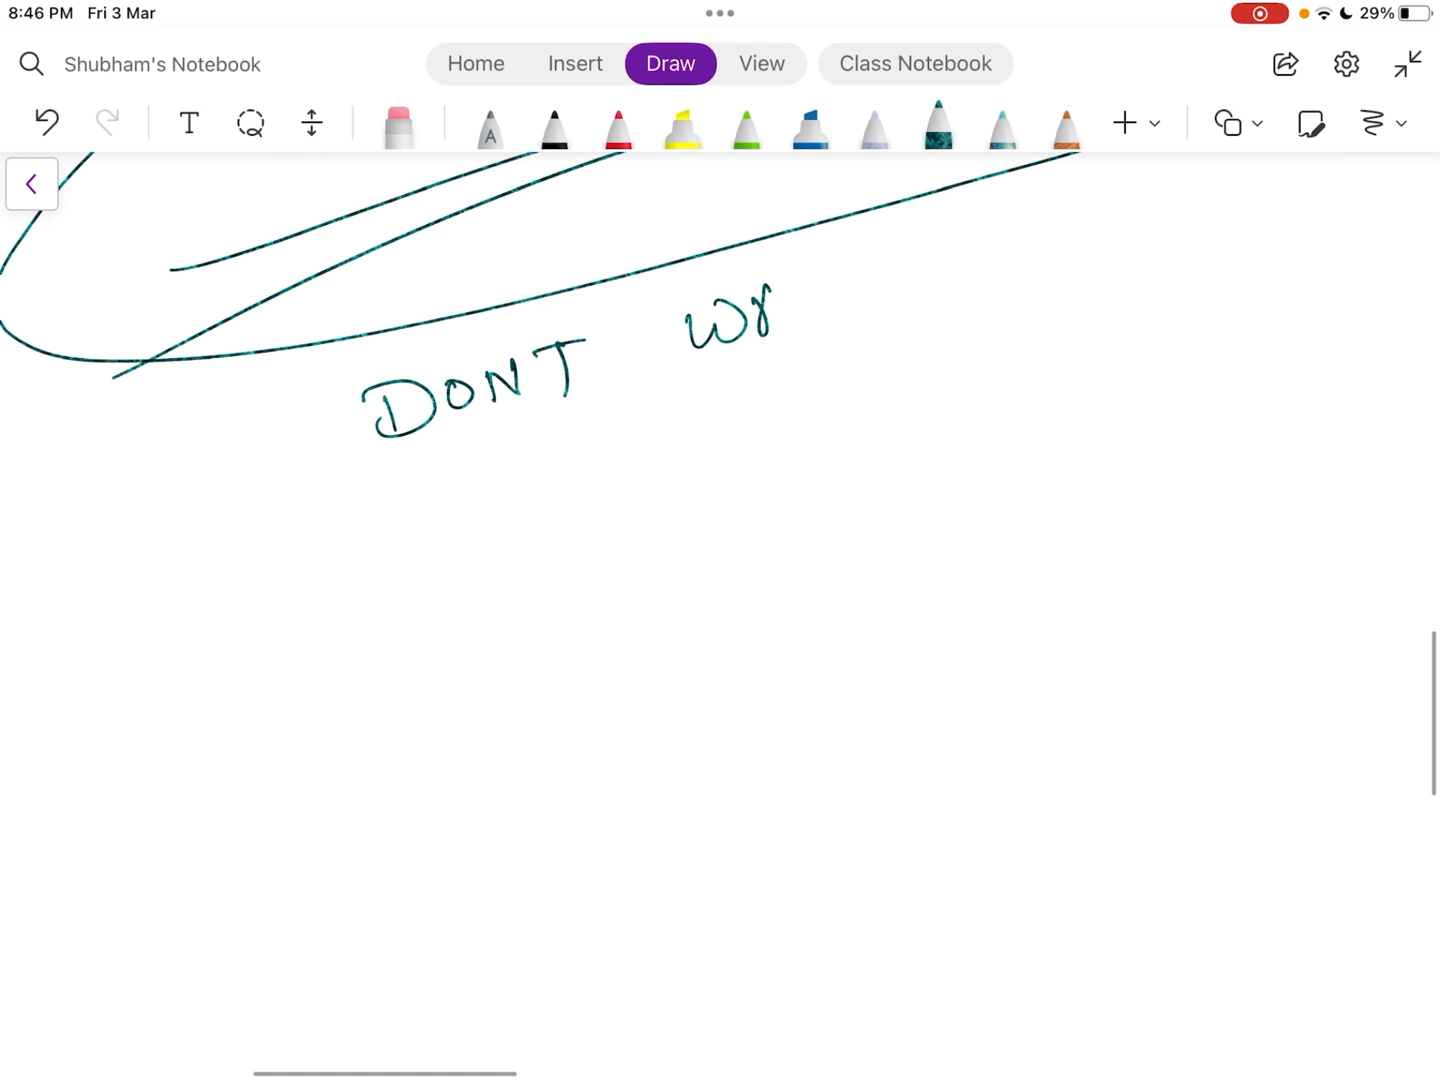 8:46 PM Fri 3 Mar 29%
Shubham's Notebook Home Insert Draw View Class Notebook
T A
DONT wr